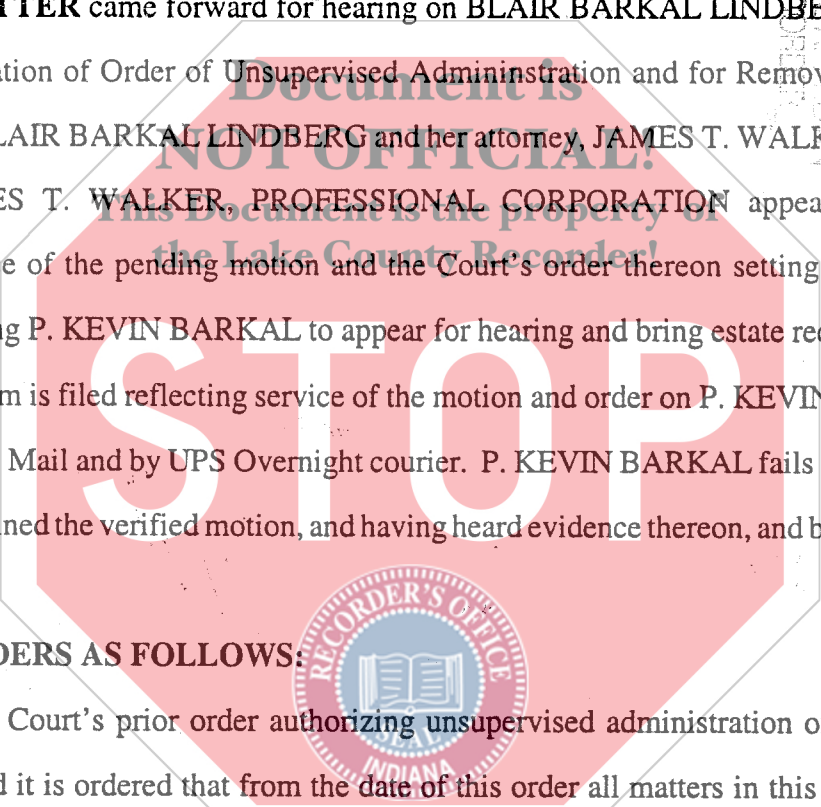 TTER came forward for hearing on BLAIR BARKAL LINDBE
ation of Order of Unsupervised Admininstration and for Remov
LAIR BARKAL LINDBERG and her attorney, JAMES T. WALK
ES T. WALKER, PROFESSIONAL CORPORATION appea
e of the pending motion and the Court's order thereon setting
ng P. KEVIN BARKAL to appear for hearing and bring estate rec
m is filed reflecting service of the motion and order on P. KEVIN
Mail and by UPS Overnight courier. P. KEVIN BARKAL fails
ned the verified motion, and having heard evidence thereon, and b
DERS AS FOLLOWS:
Court's prior order authorizing unsupervised administration o
d it is ordered that from the date of this order all matters in this
Document is
NOT OFFICIAL!
This Document is the property of
the Lake County Recorder!
STOP
RECORDER'S OFFICE
SEAL
INDIANA